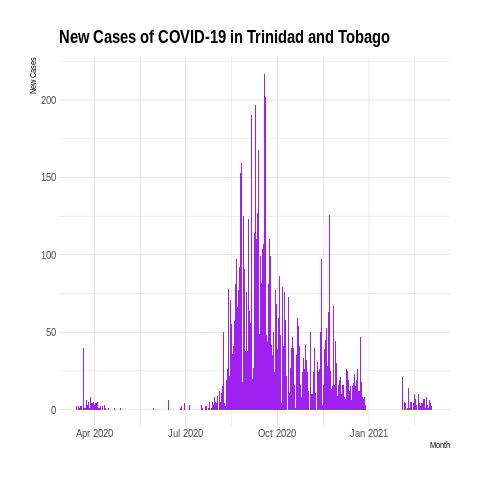 New Cases of COVID-19 in Trinidad and Tobago
New Cases
200
150
100
50
0
Apr 2020 Jul 2020 Oct 2020 Jan 2021
Month